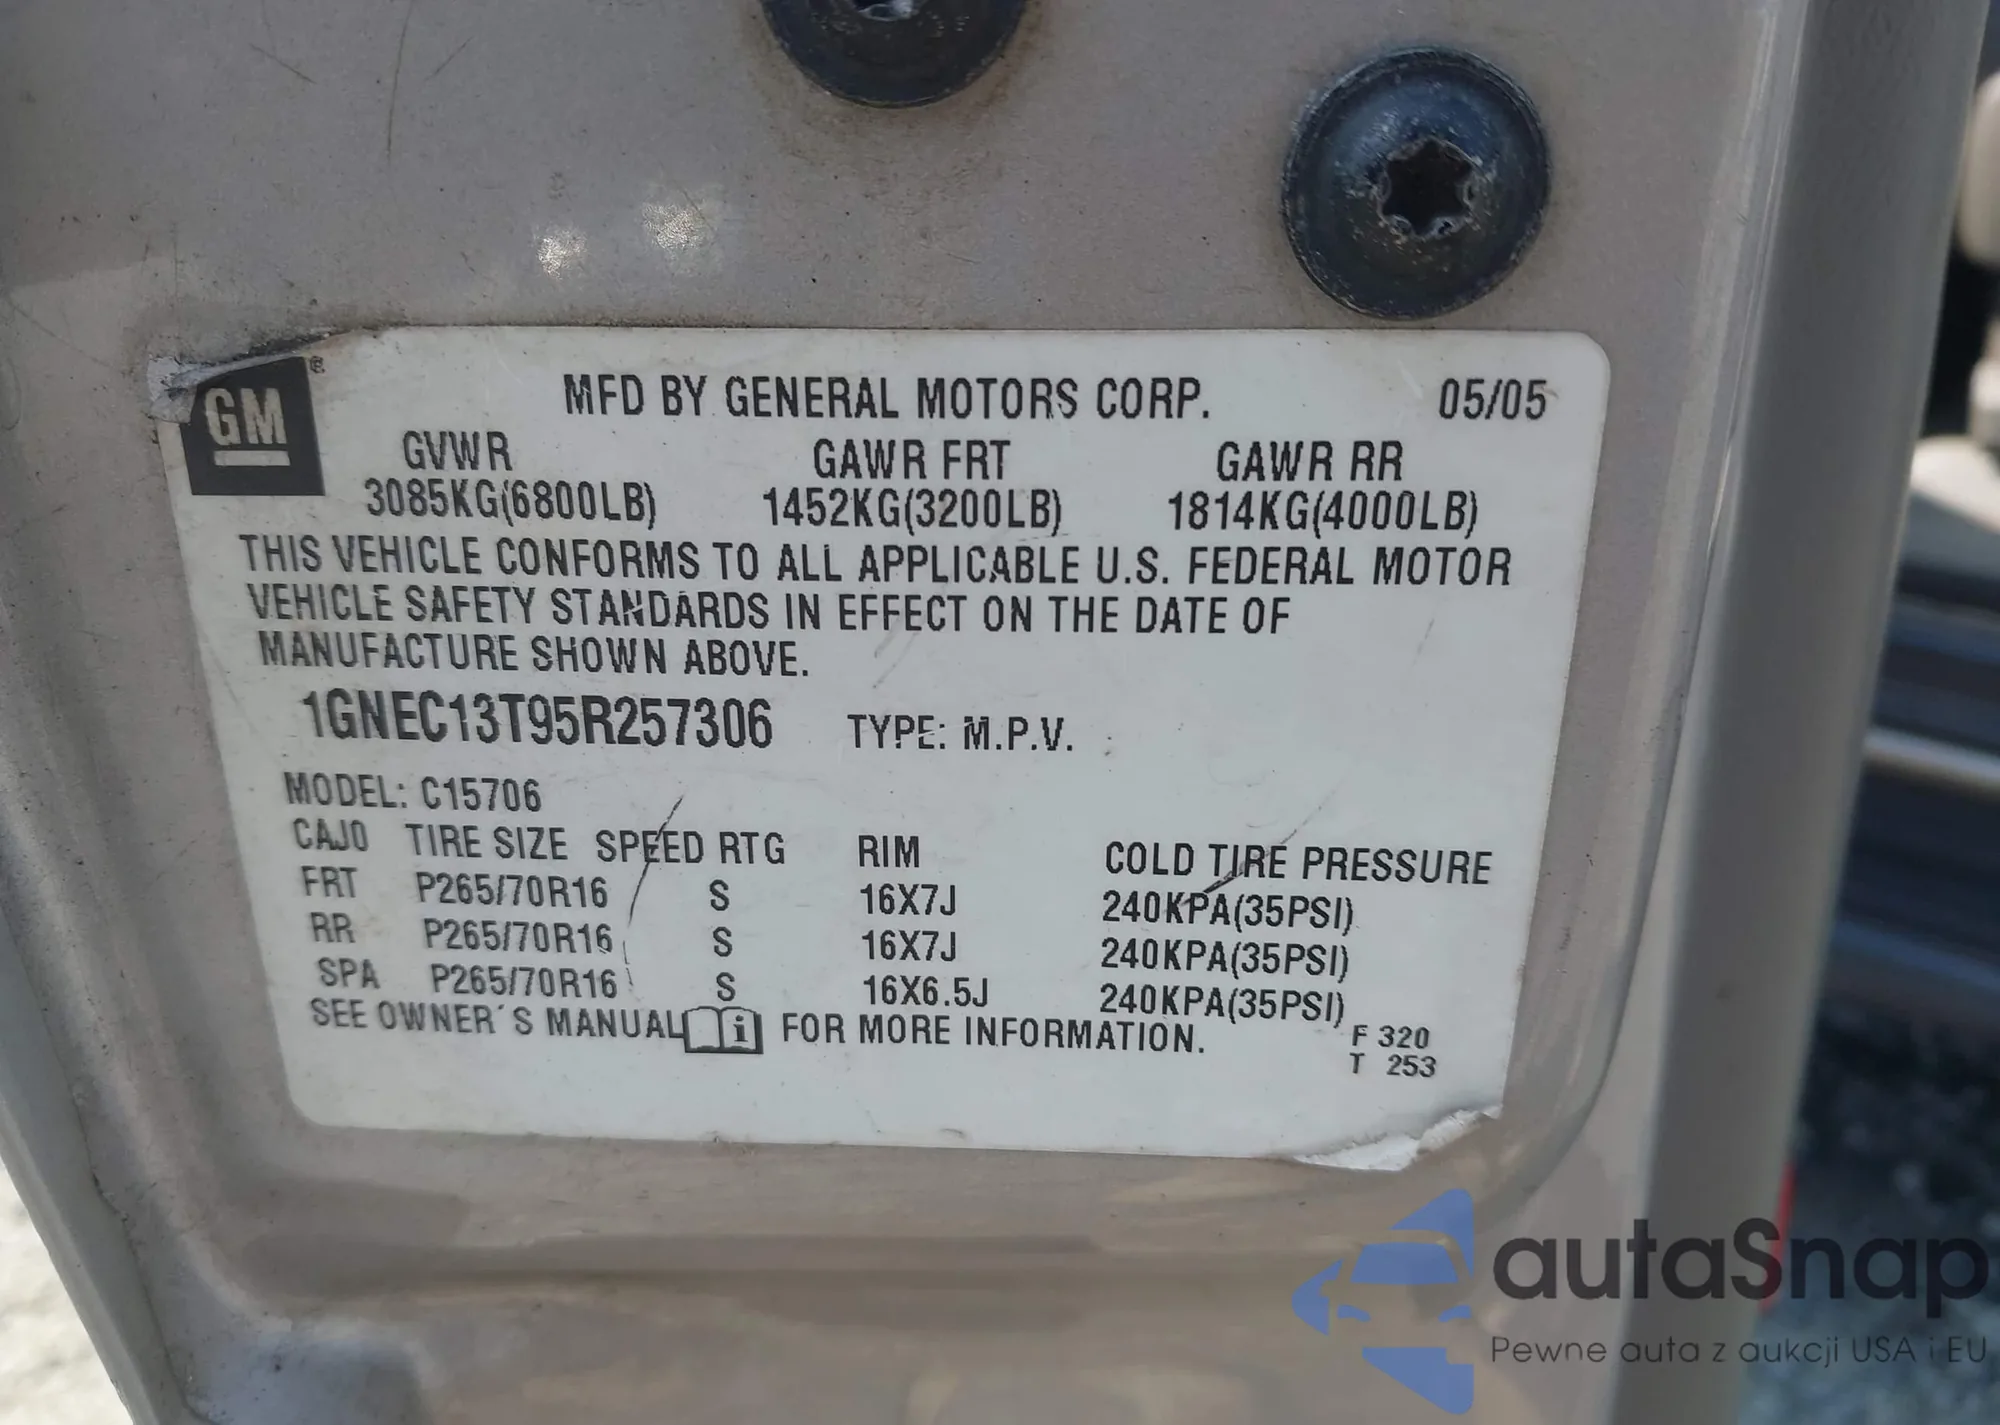 GM ®
MFD BY GENERAL MOTORS CORP. 05/05
GVWR GAWR FRT GAWR RR
3085KG(6800LB) 1452KG(3200LB) 1814KG(4000LB)
THIS VEHICLE CONFORMS TO ALL APPLICABLE U.S. FEDERAL MOTOR
VEHICLE SAFETY STANDARDS IN EFFECT ON THE DATE OF
MANUFACTURE SHOWN ABOVE.
1GNEC13T95R257306 TYPE: M.P.V.
MODEL: C15706
CAJO TIRE SIZE SPEED RTG RIM COLD TIRE PRESSURE
FRT P265/70R16 S 16X7J 240KPA(35PSI)
RR P265/70R16 S 16X7J 240KPA(35PSI)
SPA P265/70R16 S 16X6.5J 240KPA(35PSI)
SEE OWNER´S MANUAL i FOR MORE INFORMATION.
F 320
T 253
autaSnap
Pewne auta z aukcji USA i EU